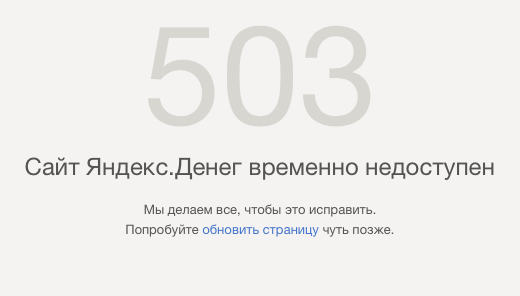 503
Сайт Яндекс.Денег временно недоступен
Мы делаем все, чтобы это исправить.
Попробуйте обновить страницу чуть позже.